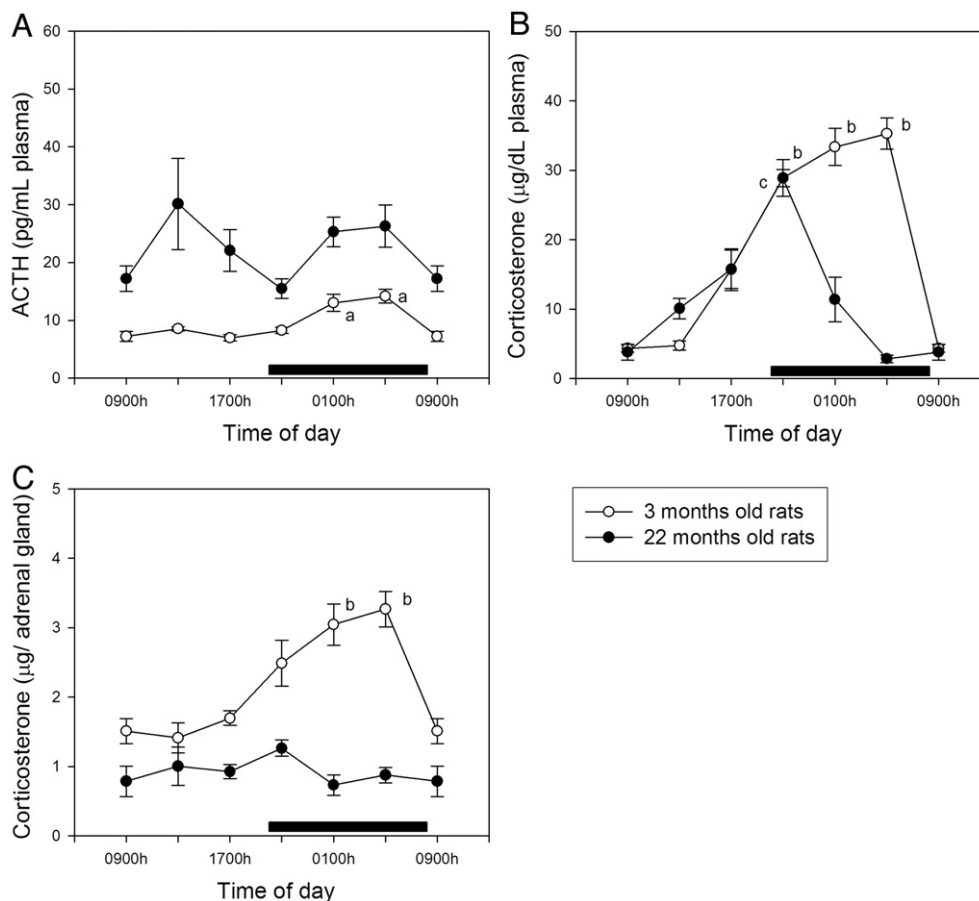 A
60
50
40
30
20
10
0
ACTH (pg/mL plasma)
a
a
0900h 1700h 0100h 0900h
Time of day
B
50
40
30
20
10
0
Corticosterone (μg/dL plasma)
c
b
b
b
0900h 1700h 0100h 0900h
Time of day
C
5
4
3
2
1
0
Corticosterone (μg/ adrenal gland)
b
b
0900h 1700h 0100h 0900h
Time of day
3 months old rats
22 months old rats